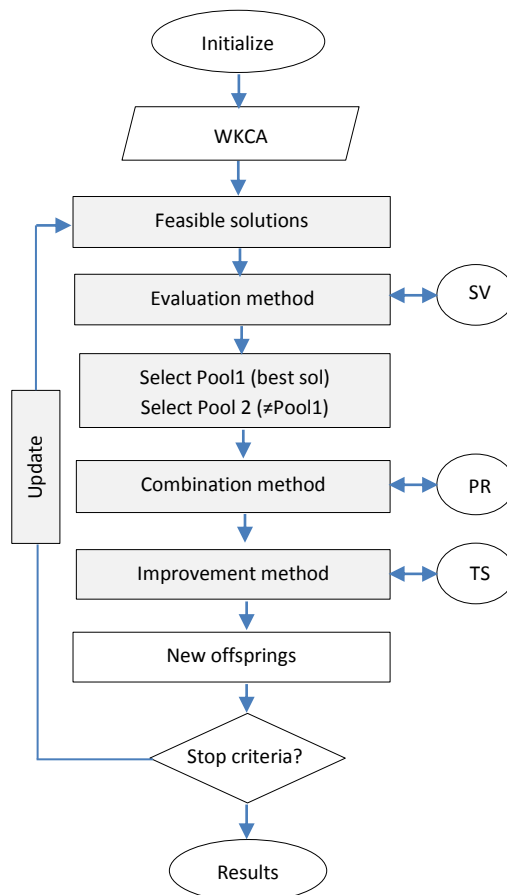 Initialize
WKCA
Feasible solutions
Evaluation method
SV
Select Pool1 (best sol)
Select Pool 2 (≠Pool1)
Update
Combination method
PR
Improvement method
TS
New offsprings
Stop criteria?
Results